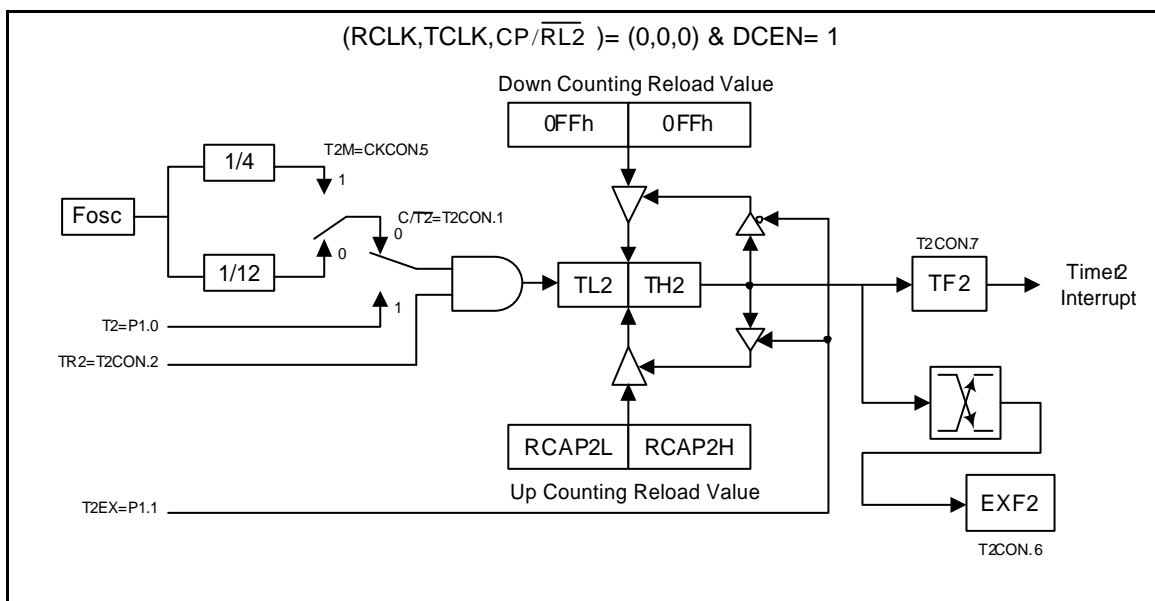 (RCLK,TCLK,CP/RL2 )= (0,0,0) & DCEN= 1
Down Counting Reload Value
0FFh 0FFh
T2M=CKCON.5
1/4
1
Fosc
C/T2=T2CON.1
0
0
1/12
T2CON.7
TL2 TH2
TF2
Timer2
Interrupt
1
T2=P1.0
TR2=T2CON.2
RCAP2L RCAP2H
Up Counting Reload Value
T2EX=P1.1
EXF2
T2CON.6